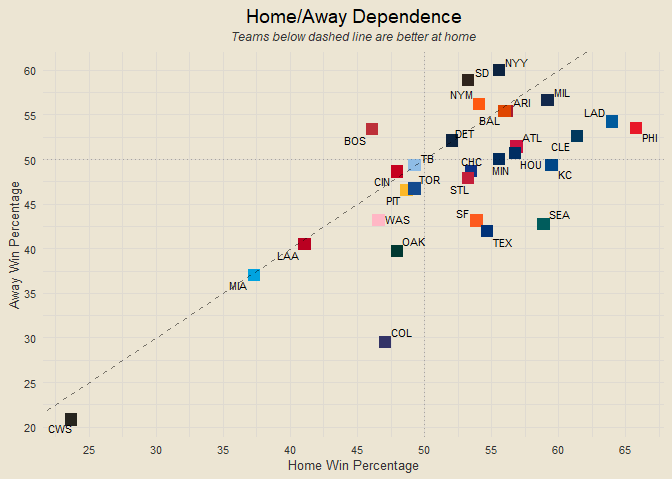 Home/Away Dependence
Teams below dashed line are better at home
60
55
50
45
40
35
30
25
20
Away Win Percentage
NYY
SD
NYM
MIL
ARI
BAL
LAD
PHI
DET
BOS
ATL
CLE
TB
CHC
MIN
HOU
KC
CIN
TOR
STL
PIT
WAS
SF
SEA
TEX
OAK
LAA
MIA
COL
CWS
25
30
35
40
45
50
55
60
65
Home Win Percentage